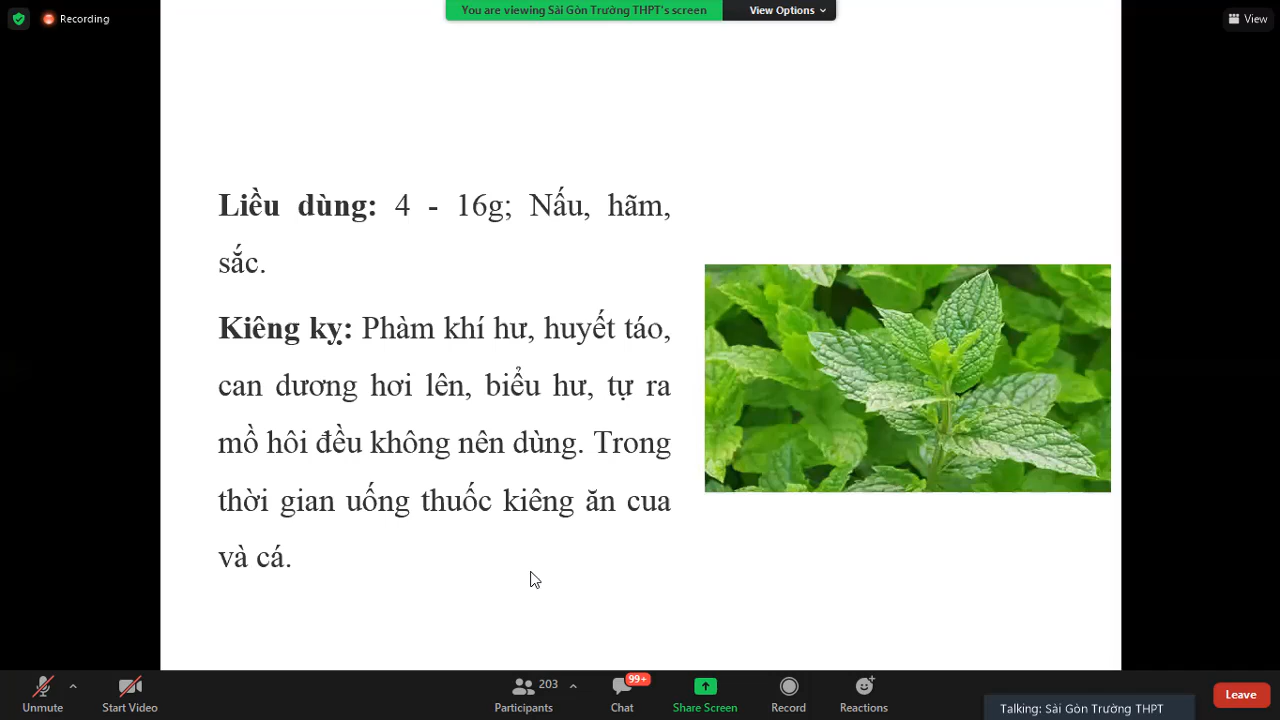 Recording
You are viewing Sài Gòn Trường THPT's screen
View Options
View
Liều dùng: 4 - 16g; Nấu, hãm,
sắc.
Kiêng kỵ: Phàm khí hư, huyết táo,
can dương hơi lên, biểu hư, tự ra
mồ hôi đều không nên dùng. Trong
thời gian uống thuốc kiêng ăn cua
và cá.
Unmute
Start Video
203
Participants
99+
Chat
Share Screen
Record
Reactions
Talking: Sài Gòn Trường THPT
Leave